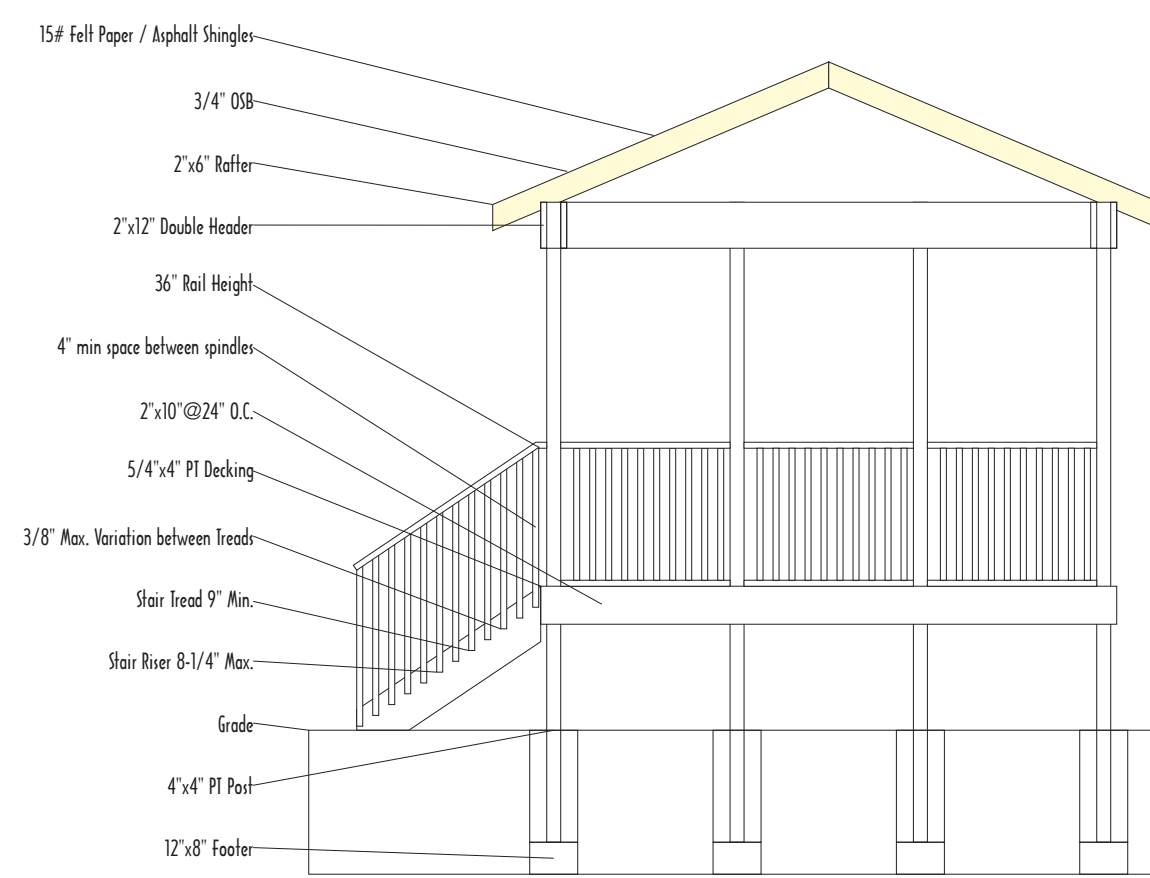 15# Felt Paper / Asphalt Shingles
3/4" OSB
2"x6" Rafter
2"x12" Double Header
36" Rail Height
4" min space between spindles
2"x10"@24" O.C.
5/4"x4" PT Decking
3/8" Max. Variation between Treads
Stair Tread 9" Min.
Stair Riser 8-1/4" Max.
Grade
4"x4" PT Post
12"x8" Footer